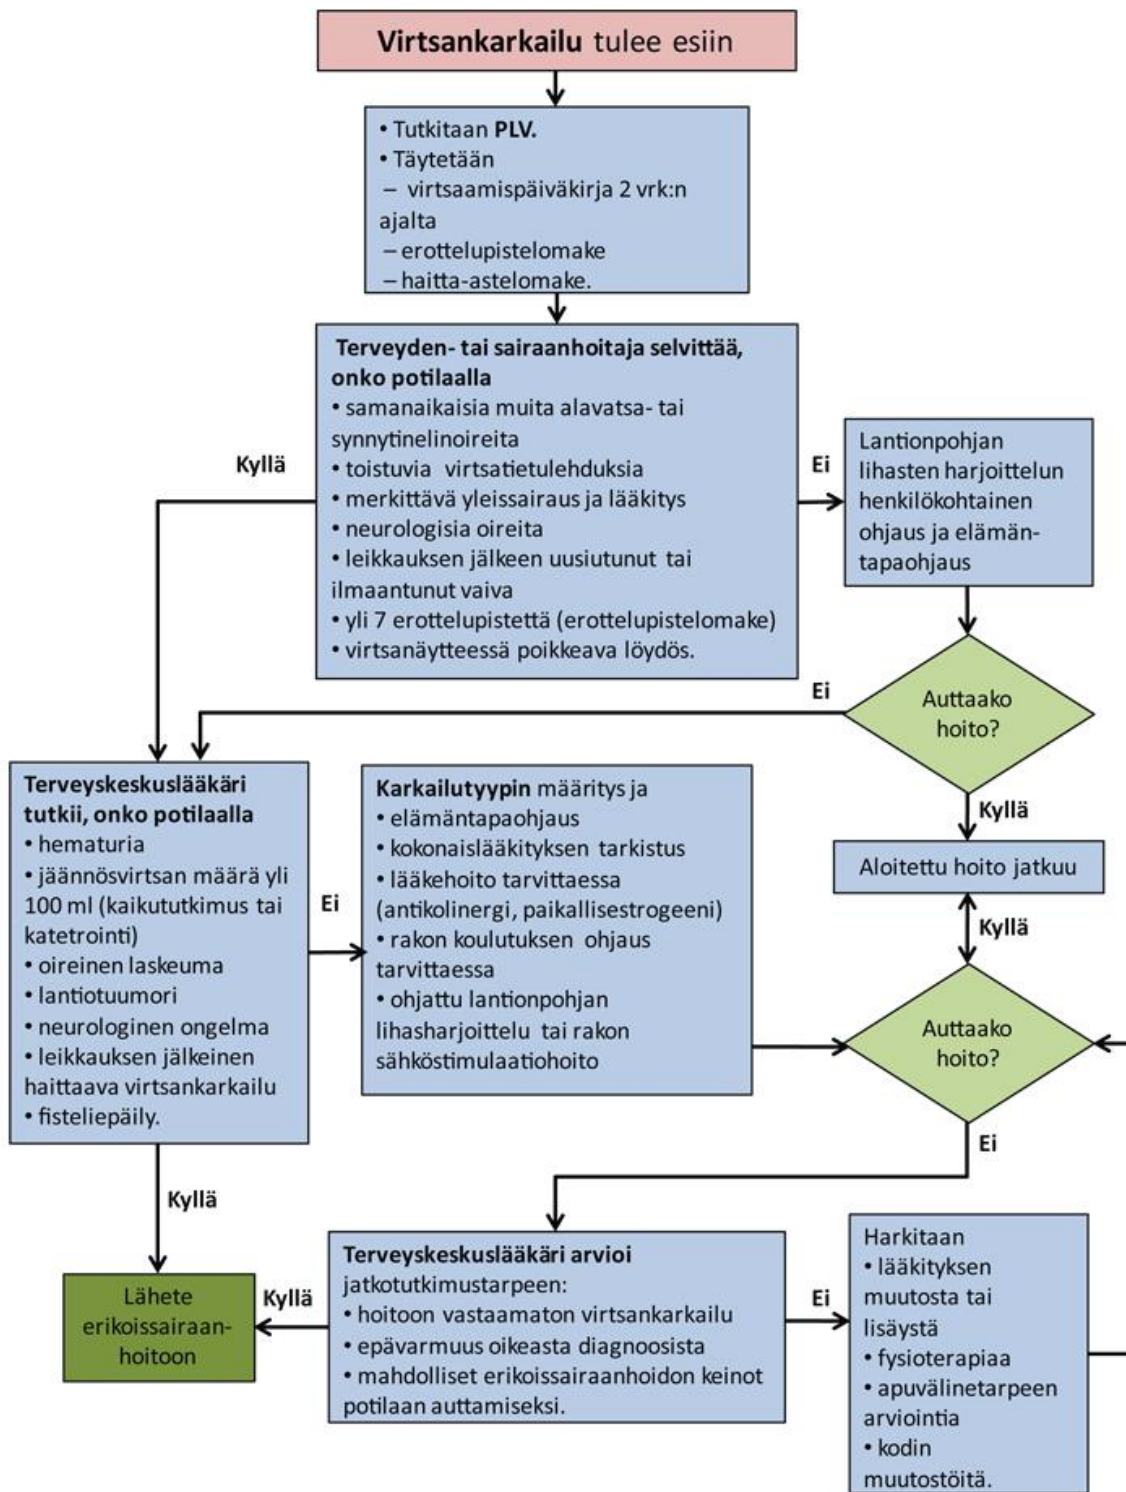 Virtsankarkailu tulee esiin
• Tutkitaan PLV.
• Täytetään
– virtsaamispäiväkirja 2 vrk:n
ajalta
– erottelupistelomake
– haitta-astelomake.
Terveyden- tai sairaanhoitaja selvittää,
onko potilaalla
• samanaikaisia muita alavatsa- tai
synnytinelinoireita
• toistuvia virtsatietulehduksia
• merkittävä yleissairaus ja lääkitys
• neurologisia oireita
• leikkauksen jälkeen uusiutunut tai
ilmaantunut vaiva
• yli 7 erottelupistettä (erottelupistelomake)
• virtsanäytteessä poikkeava löydös.
Kyllä
Ei
Lantionpohjan
lihasten harjoittelun
henkilökohtainen
ohjaus ja elämän-
tapaohjaus
Auttaako
hoito?
Ei
Kyllä
Aloitettu hoito jatkuu
Kyllä
Terveyskeskuslääkäri
tutkii, onko potilaalla
• hematuria
• jäännösvirtsan määrä yli
100 ml (kaikututkimus tai
katetrointi)
• oireinen laskeuma
• lantiotuumori
• neurologinen ongelma
• leikkauksen jälkeinen
haittaava virtsankarkailu
• fisteliepäily.
Ei
Karkailutyypin määritys ja
• elämäntapaohjaus
• kokonaislääkityksen tarkistus
• lääkehoito tarvittaessa
(antikolinergi, paikallisestrogeeni)
• rakon koulutuksen ohjaus
tarvittaessa
• ohjattu lantionpohjan
lihasharjoittelu tai rakon
sähköstimulaatiohoito
Auttaako
hoito?
Ei
Kyllä
Lähete
erikoissairaan-
hoitoon
Kyllä
Terveyskeskuslääkäri arvioi
jatkotutkimustarpeen:
• hoitoon vastaamaton virtsankarkailu
• epävarmuus oikeasta diagnoosista
• mahdolliset erikoissairaanhoidon keinot
potilaan auttamiseksi.
Ei
Harkitaan
• lääkityksen
muutosta tai
lisäystä
• fysioterapiaa
• apuvälinetarpeen
arviointia
• kodin
muutostöitä.